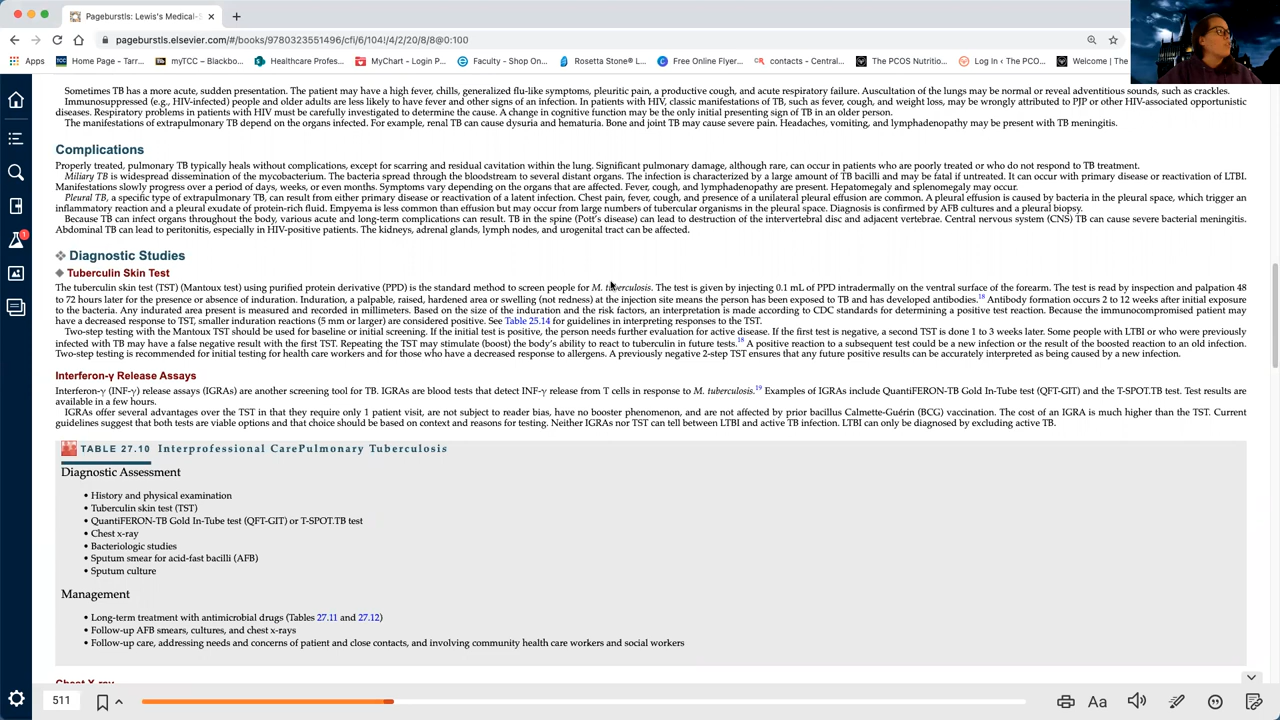 Pageburstls: Lewis's Medical-S
pageburstls.elsevier.com/#/books/9780323551496/cfi/6/104!/4/2/20/8/8@0:100
Apps
Home Page - Tarr...
myTCC – Blackbo...
Healthcare Profes...
MyChart - Login P...
Faculty - Shop On...
Rosetta Stone® L...
Free Online Flyer...
contacts – Central...
The PCOS Nutritio...
Log In ‹ The PCO...
Welcome | The
Sometimes TB has a more acute, sudden presentation. The patient may have a high fever, chills, generalized flu-like symptoms, pleuritic pain, a productive cough, and acute respiratory failure. Auscultation of the lungs may be normal or reveal adventitious sounds, such as crackles.
Immunosuppressed (e.g., HIV-infected) people and older adults are less likely to have fever and other signs of an infection. In patients with HIV, classic manifestations of TB, such as fever, cough, and weight loss, may be wrongly attributed to PJP or other HIV-associated opportunistic
diseases. Respiratory problems in patients with HIV must be carefully investigated to determine the cause. A change in cognitive function may be the only initial presenting sign of TB in an older person.
The manifestations of extrapulmonary TB depend on the organs infected. For example, renal TB can cause dysuria and hematuria. Bone and joint TB may cause severe pain. Headaches, vomiting, and lymphadenopathy may be present with TB meningitis.
Complications
Properly treated, pulmonary TB typically heals without complications, except for scarring and residual cavitation within the lung. Significant pulmonary damage, although rare, can occur in patients who are poorly treated or who do not respond to TB treatment.
Miliary TB is widespread dissemination of the mycobacterium. The bacteria spread through the bloodstream to several distant organs. The infection is characterized by a large amount of TB bacilli and may be fatal if untreated. It can occur with primary disease or reactivation of LTBI.
Manifestations slowly progress over a period of days, weeks, or even months. Symptoms vary depending on the organs that are affected. Fever, cough, and lymphadenopathy are present. Hepatomegaly and splenomegaly may occur.
Pleural TB, a specific type of extrapulmonary TB, can result from either primary disease or reactivation of a latent infection. Chest pain, fever, cough, and presence of a unilateral pleural effusion are common. A pleural effusion is caused by bacteria in the pleural space, which trigger an
inflammatory reaction and a pleural exudate of protein-rich fluid. Empyema is less common than effusion but may occur from large numbers of tubercular organisms in the pleural space. Diagnosis is confirmed by AFB cultures and a pleural biopsy.
Because TB can infect organs throughout the body, various acute and long-term complications can result. TB in the spine (Pott's disease) can lead to destruction of the intervertebral disc and adjacent vertebrae. Central nervous system (CNS) TB can cause severe bacterial meningitis.
Abdominal TB can lead to peritonitis, especially in HIV-positive patients. The kidneys, adrenal glands, lymph nodes, and urogenital tract can be affected.
❖ Diagnostic Studies
◆ Tuberculin Skin Test
The tuberculin skin test (TST) (Mantoux test) using purified protein derivative (PPD) is the standard method to screen people for M. tuberculosis. The test is given by injecting 0.1 mL of PPD intradermally on the ventral surface of the forearm. The test is read by inspection and palpation 48
to 72 hours later for the presence or absence of induration. Induration, a palpable, raised, hardened area or swelling (not redness) at the injection site means the person has been exposed to TB and has developed antibodies.18 Antibody formation occurs 2 to 12 weeks after initial exposure
to the bacteria. Any indurated area present is measured and recorded in millimeters. Based on the size of the induration and the risk factors, an interpretation is made according to CDC standards for determining a positive test reaction. Because the immunocompromised patient may
have a decreased response to TST, smaller induration reactions (5 mm or larger) are considered positive. See Table 25.14 for guidelines in interpreting responses to the TST.
Two-step testing with the Mantoux TST should be used for baseline or initial screening. If the initial test is positive, the person needs further evaluation for active disease. If the first test is negative, a second TST is done 1 to 3 weeks later. Some people with LTBI or who were previously
infected with TB may have a false negative result with the first TST. Repeating the TST may stimulate (boost) the body's ability to react to tuberculin in future tests.18 A positive reaction to a subsequent test could be a new infection or the result of the boosted reaction to an old infection.
Two-step testing is recommended for initial testing for health care workers and for those who have a decreased response to allergens. A previously negative 2-step TST ensures that any future positive results can be accurately interpreted as being caused by a new infection.
Interferon-γ Release Assays
Interferon-γ (INF-γ) release assays (IGRAs) are another screening tool for TB. IGRAs are blood tests that detect INF-γ release from T cells in response to M. tuberculosis.19 Examples of IGRAs include QuantiFERON-TB Gold In-Tube test (QFT-GIT) and the T-SPOT.TB test. Test results are
available in a few hours.
IGRAs offer several advantages over the TST in that they require only 1 patient visit, are not subject to reader bias, have no booster phenomenon, and are not affected by prior bacillus Calmette-Guérin (BCG) vaccination. The cost of an IGRA is much higher than the TST. Current
guidelines suggest that both tests are viable options and that choice should be based on context and reasons for testing. Neither IGRAs nor TST can tell between LTBI and active TB infection. LTBI can only be diagnosed by excluding active TB.
TABLE 27.10 Interprofessional CarePulmonary Tuberculosis
Diagnostic Assessment
• History and physical examination
• Tuberculin skin test (TST)
• QuantiFERON-TB Gold In-Tube test (QFT-GIT) or T-SPOT.TB test
• Chest x-ray
• Bacteriologic studies
• Sputum smear for acid-fast bacilli (AFB)
• Sputum culture
Management
• Long-term treatment with antimicrobial drugs (Tables 27.11 and 27.12)
• Follow-up AFB smears, cultures, and chest x-rays
• Follow-up care, addressing needs and concerns of patient and close contacts, and involving community health care workers and social workers
Chest X-ray
511
Aa
1